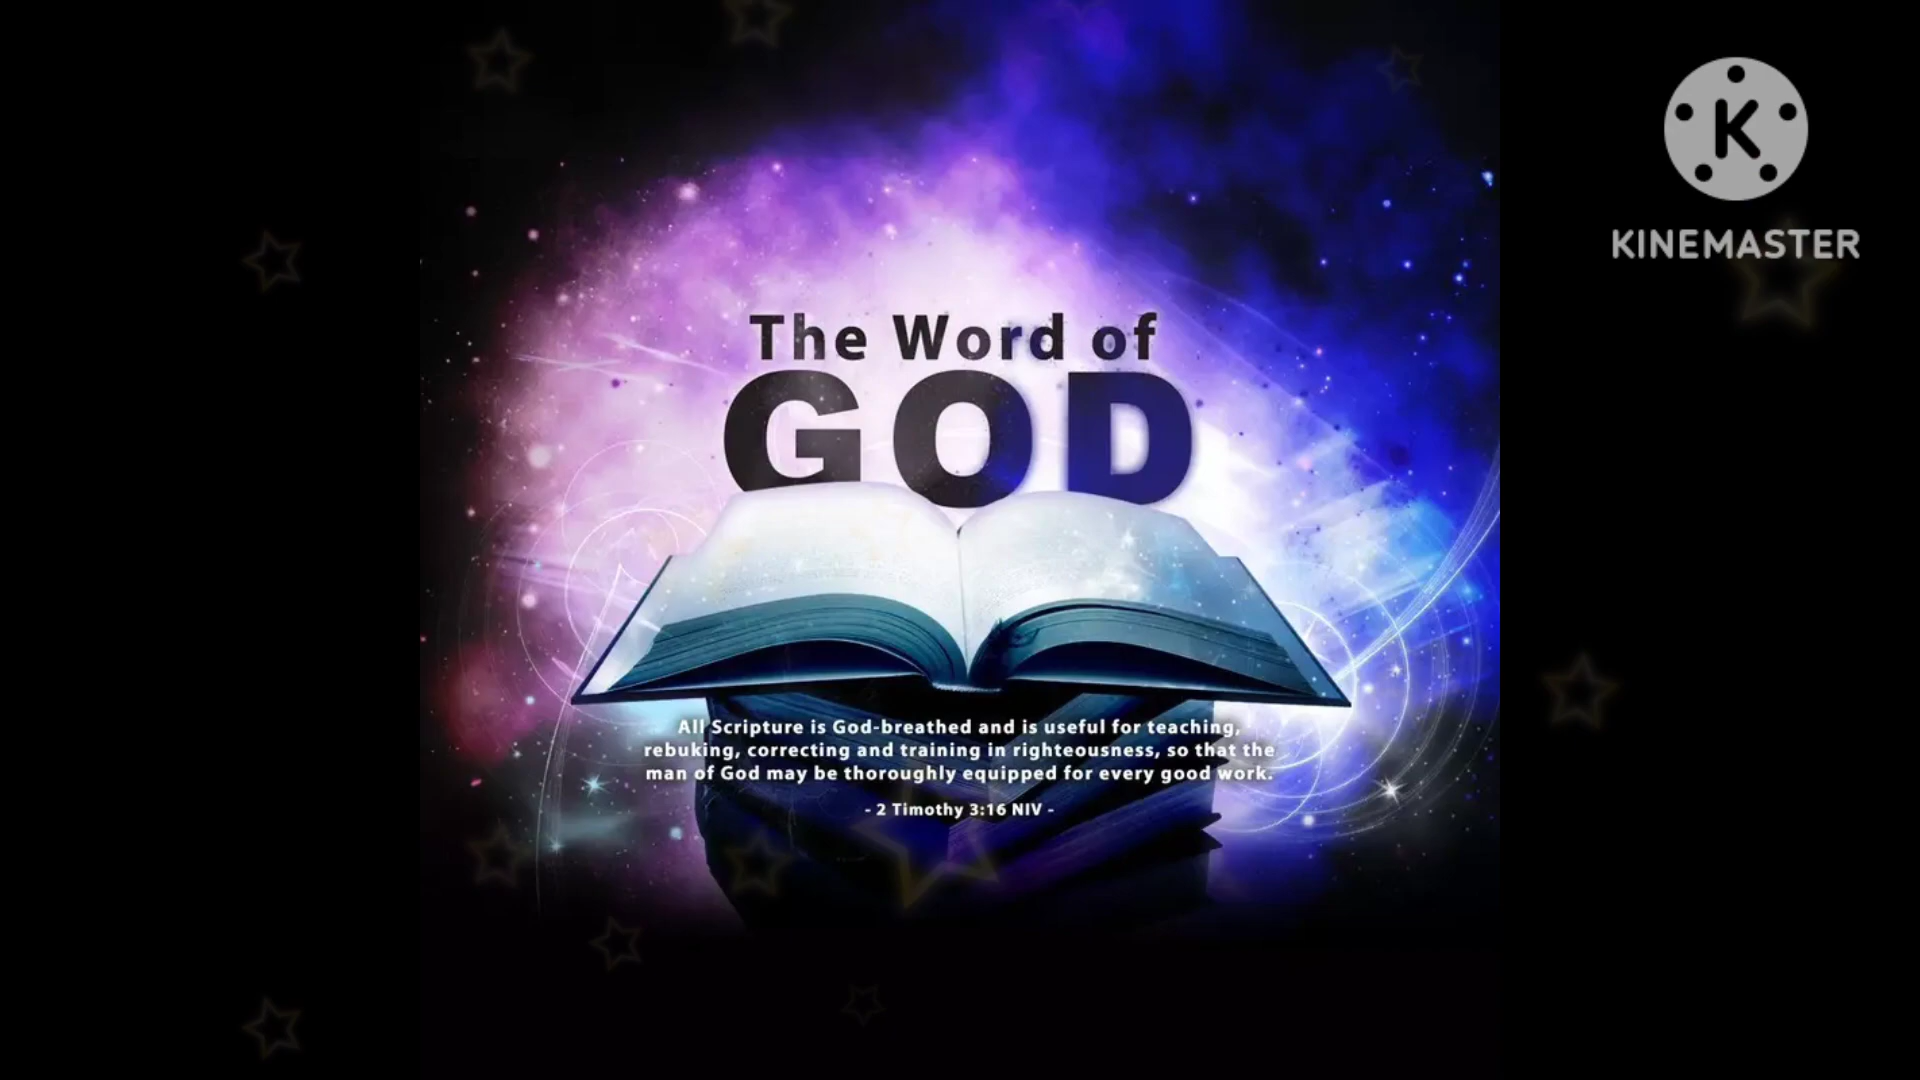 K
KINEMASTER
The Word of
GOD
All Scripture is God-breathed and is useful for teaching,
rebuking, correcting and training in righteousness, so that the
man of God may be thoroughly equipped for every good work.
- 2 Timothy 3:16 NIV -